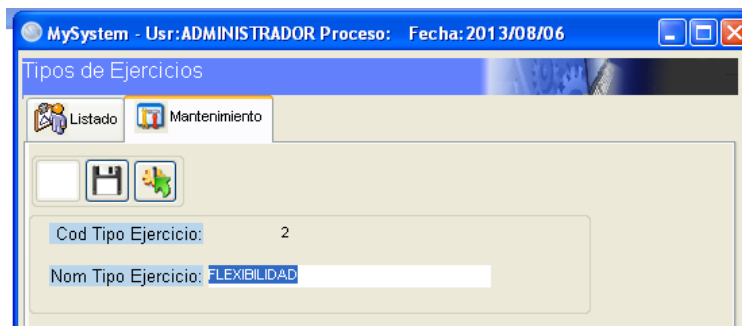 MySystem - Usr:ADMINISTRADOR Proceso: Fecha:2013/08/06
Tipos de Ejercicios
Listado Mantenimiento
Cod Tipo Ejercicio: 2
Nom Tipo Ejercicio: FLEXIBILIDAD